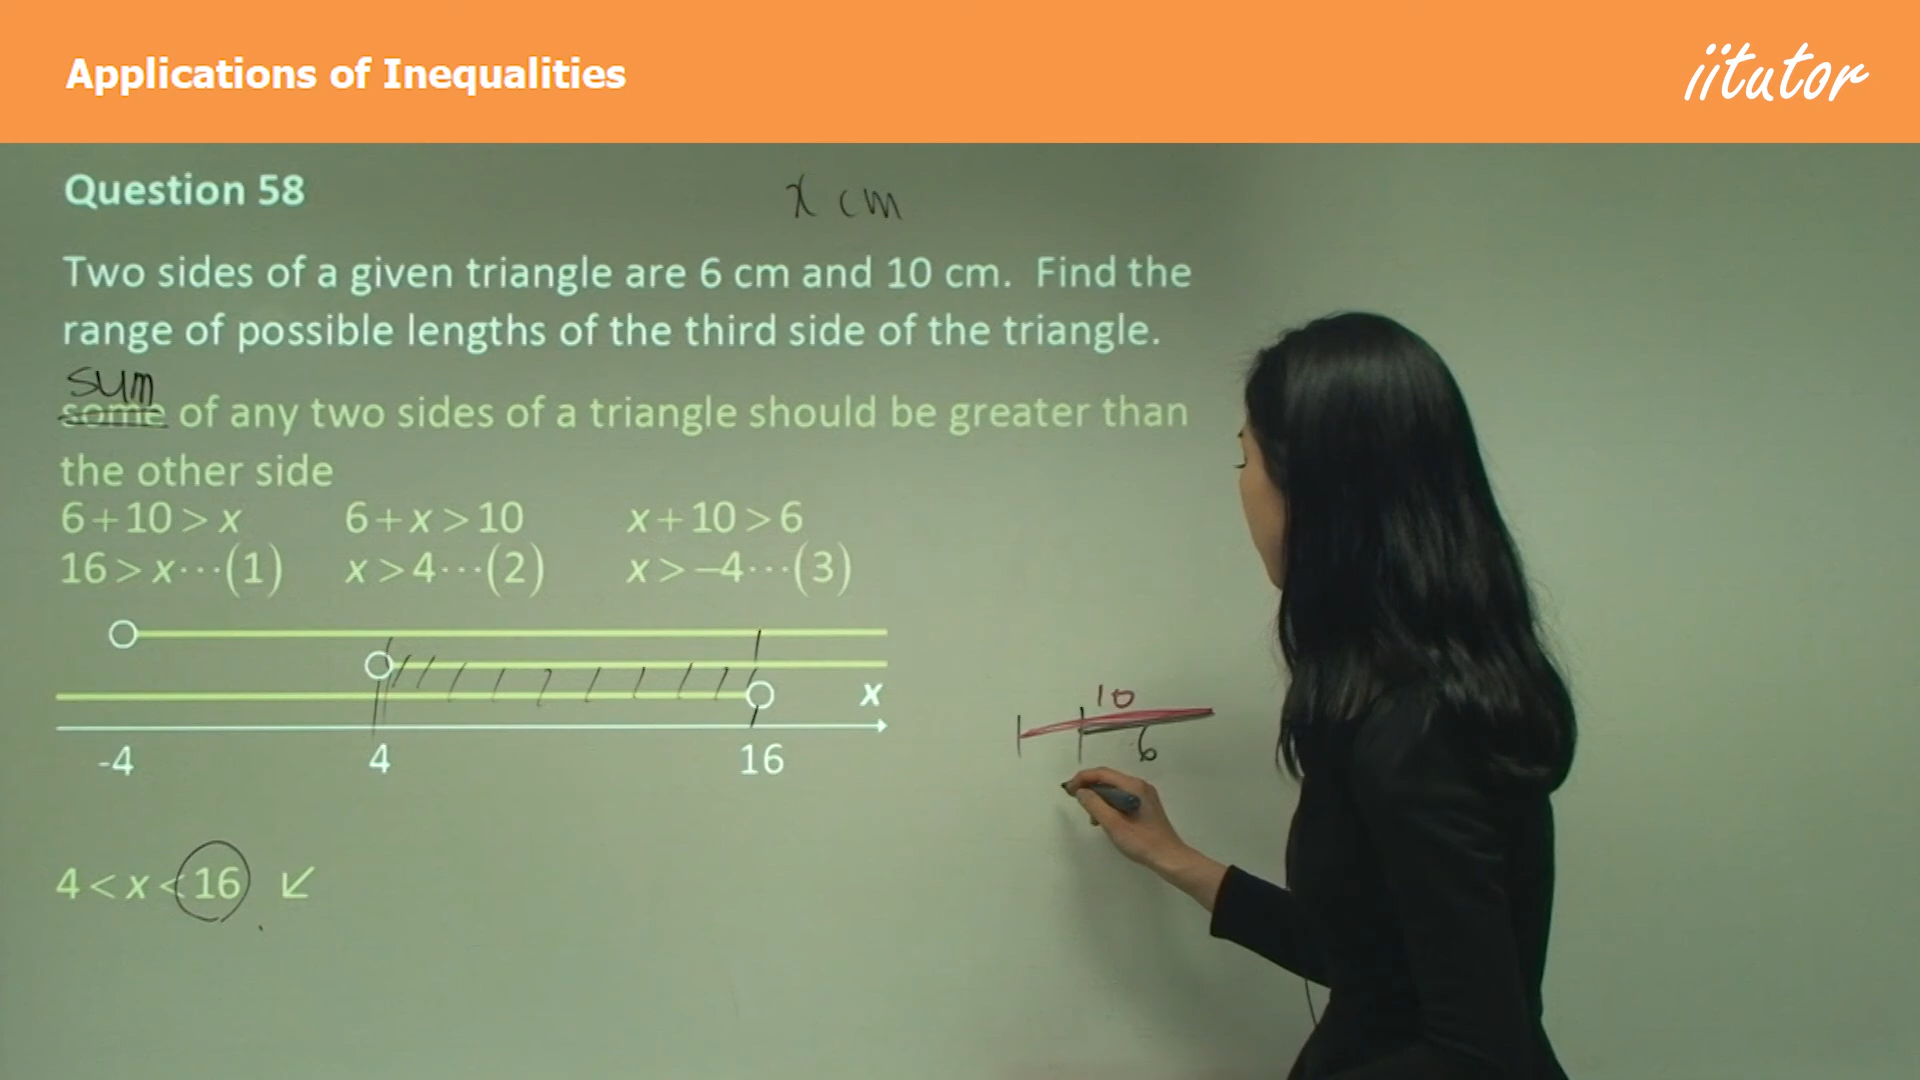 Applications of Inequalities
iitutor
Question 58
x cm
Two sides of a given triangle are 6 cm and 10 cm. Find the
range of possible lengths of the third side of the triangle.
sum
some of any two sides of a triangle should be greater than
the other side
6+10>x 6+x>10 x+10>6
16>x⋯(1) x>4⋯(2) x>–4⋯(3)
x
-4 4 16
10
6
4<x<16 ↙